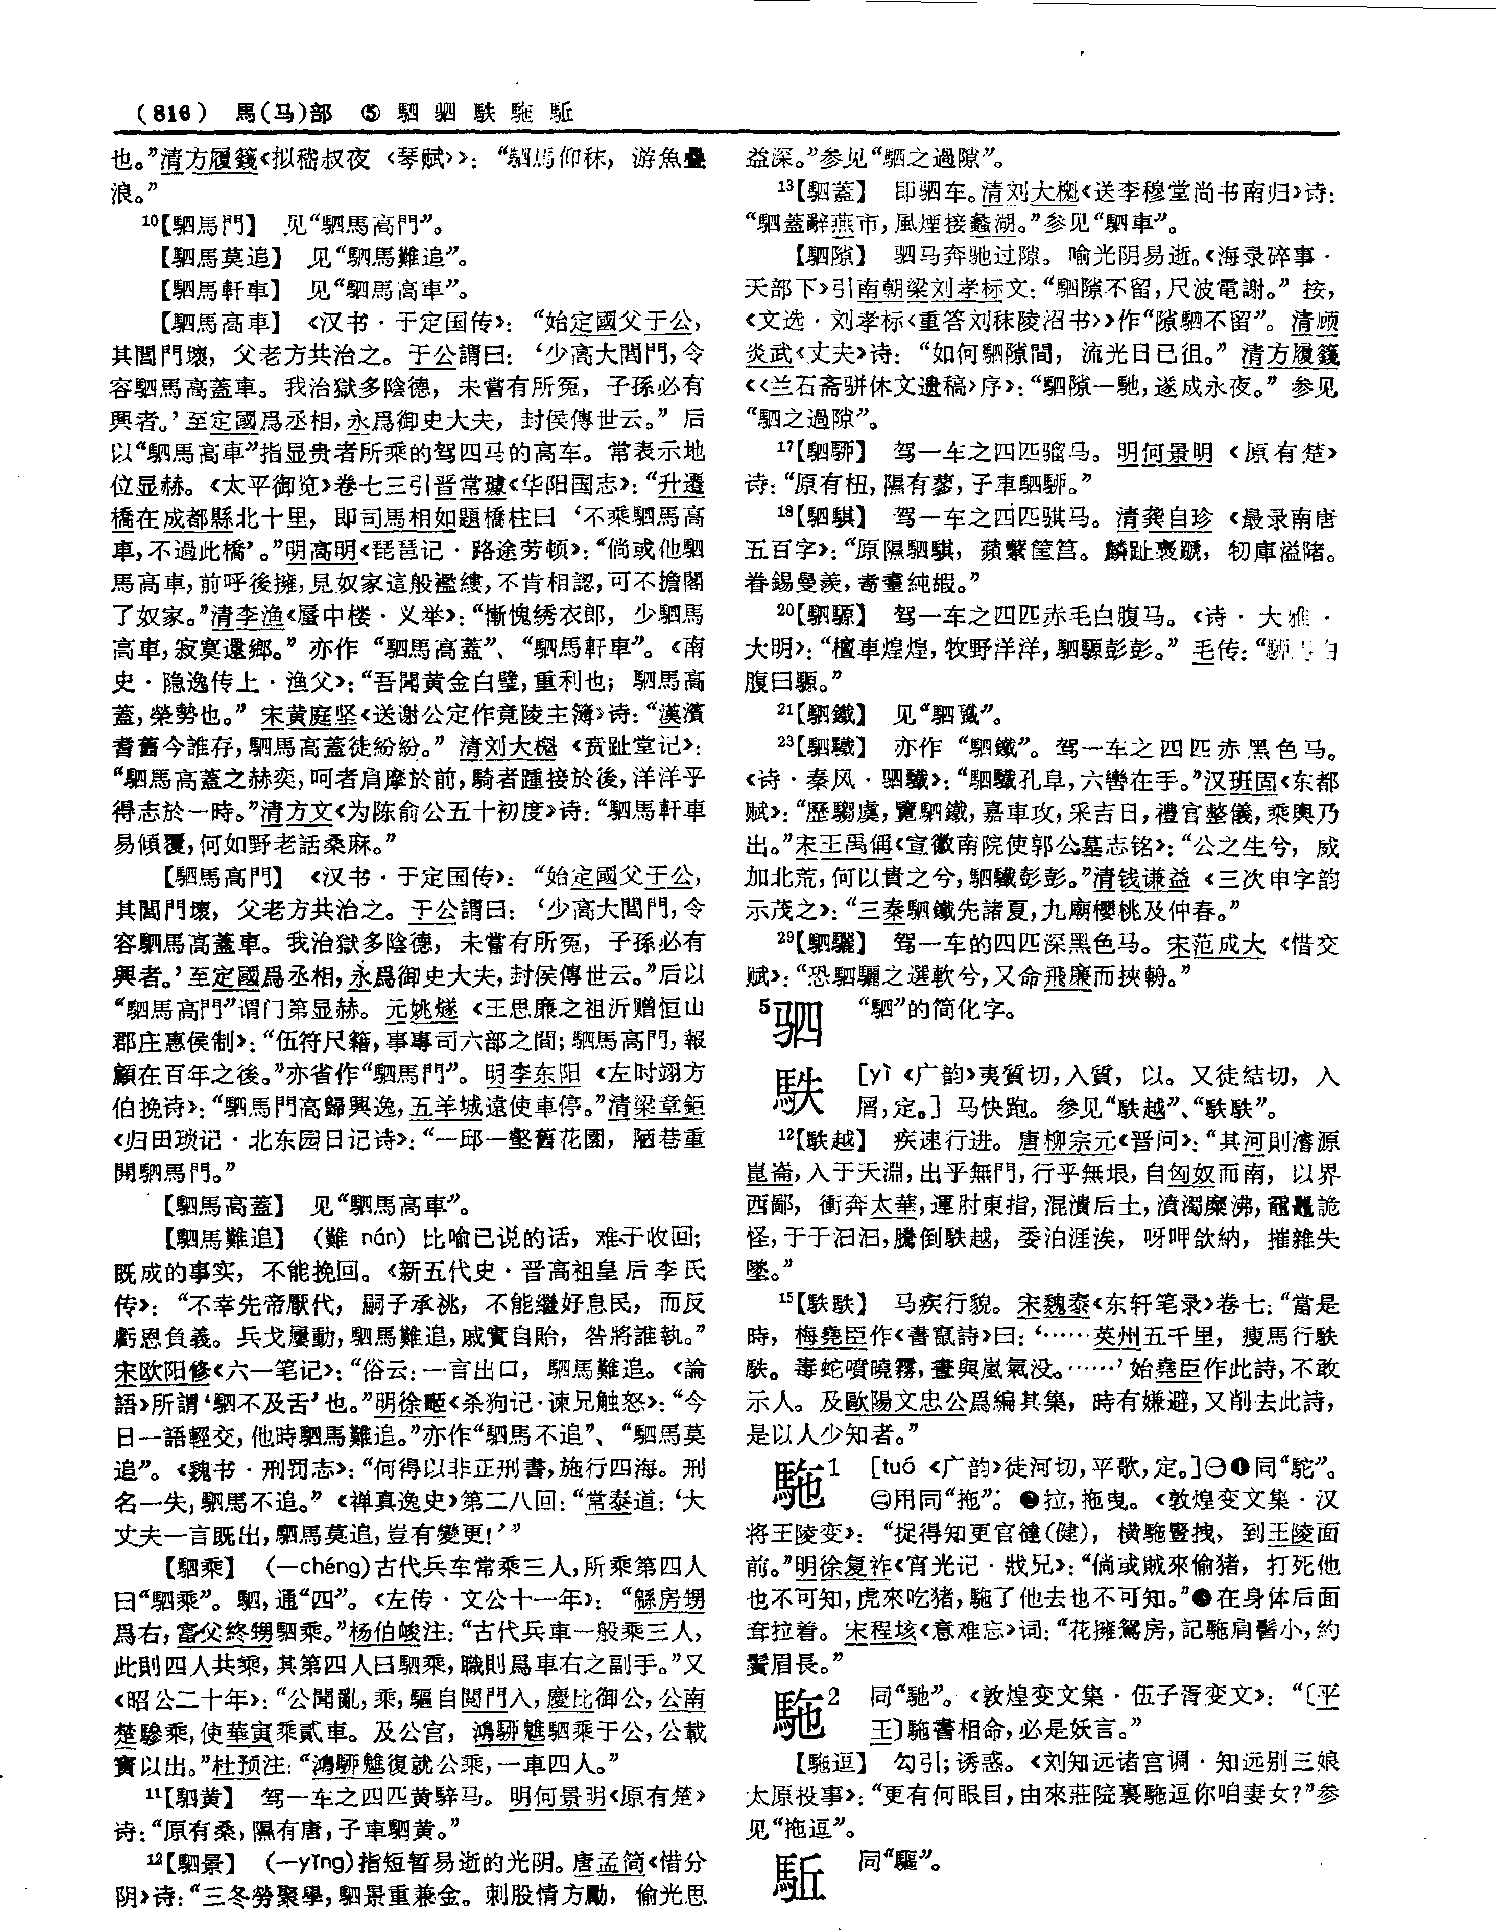 (816) 馬(马)部 ⑤ 駟 驷 駃 駞 駈
也。”清方履籛《拟嵇叔夜〈琴赋〉》：“駟馬仰秣，游魚疊
浪。”
10【駟馬門】 见“駟馬高門”。
【駟馬莫追】 见“駟馬難追”。
【駟馬軒車】 见“駟馬高車”。
【駟馬高車】 《汉书·于定国传》：“始定國父于公，
其閭門壞，父老方共治之。于公謂曰：‘少高大閭門，令
容駟馬高蓋車。我治獄多陰德，未嘗有所冤，子孫必有
興者。’至定國爲丞相，永爲御史大夫，封侯傳世云。”后
以“駟馬高車”指显贵者所乘的驾四马的高车。常表示地
位显赫。《太平御览》卷七三引晋常璩《华阳国志》：“升遷
橋在成都縣北十里，即司馬相如題橋柱曰‘不乘駟馬高
車，不過此橋’。”明高明《琵琶记·路途劳顿》：“倘或他駟
馬高車，前呼後擁，見奴家這般襤縷，不肯相認，可不擔閣
了奴家。”清李渔《蜃中楼·义举》：“慚愧绣衣郎，少駟馬
高車，寂寞還鄉。”亦作“駟馬高蓋”、“駟馬軒車”。《南
史·隐逸传上·渔父》：“吾聞黄金白璧，重利也；駟馬高
蓋，榮勢也。”宋黄庭坚《送谢公定作竟陵主簿》诗：“漢濱
耆舊今誰存，駟馬高蓋徒紛紛。”清刘大櫆《贲趾堂记》：
“駟馬高蓋之赫奕，呵者肩摩於前，騎者踵接於後，洋洋乎
得志於一時。”清方文《为陈俞公五十初度》诗：“駟馬軒車
易傾覆，何如野老話桑麻。”
【駟馬高門】 《汉书·于定国传》：“始定國父于公，
其閭門壞，父老方共治之。于公謂曰：‘少高大閭門，令
容駟馬高蓋車。我治獄多陰德，未嘗有所冤，子孫必有
興者。’至定國爲丞相，永爲御史大夫，封侯傳世云。”后以
“駟馬高門”谓门第显赫。元姚燧《王思廉之祖沂赠恒山
郡庄惠侯制》：“伍符尺籍，事專司六部之間；駟馬高門，報
顧在百年之後。”亦省作“駟馬門”。明李东阳《左时翊方
伯挽诗》：“駟馬門高歸興逸，五羊城遠使車停。”清梁章鉅
《归田琐记·北东园日记诗》：“一邱一壑舊花園，陋巷重
開駟馬門。”
【駟馬高蓋】 见“駟馬高車”。
【駟馬難追】 (難 nán) 比喻已说的话，难于收回；
既成的事实，不能挽回。《新五代史·晋高祖皇后李氏
传》：“不幸先帝厭代，嗣子承祧，不能繼好息民，而反
虧恩負義。兵戈屢動，駟馬難追，戚實自貽，咎將誰執。”
宋欧阳修《六一笔记》：“俗云：一言出口，駟馬難追。《論
語》所謂‘駟不及舌’也。”明徐𤱻《杀狗记·谏兄触怒》：“今
日一語輕交，他時駟馬難追。”亦作“駟馬不追”、“駟馬莫
追”。《魏书·刑罚志》：“何得以非正刑書，施行四海。刑
名一失，駟馬不追。”《禅真逸史》第二八回：“常泰道：‘大
丈夫一言既出，駟馬莫追，豈有變更！’”
【駟乘】 (—chéng)古代兵车常乘三人，所乘第四人
曰“駟乘”。駟，通“四”。《左传·文公十一年》：“緜房甥
爲右，富父終甥駟乘。”杨伯峻注：“古代兵車一般乘三人，
此則四人共乘，其第四人曰駟乘，職則爲車右之副手。”又
《昭公二十年》：“公聞亂，乘，驅自閱門入，慶比御公，公南
楚驂乘，使華寅乘貳車。及公宫，鴻駵魋駟乘于公，公載
寶以出。”杜预注：“鴻駵魋復就公乘，一車四人。”
11【駟黄】 驾一车之四匹黄騂马。明何景明《原有楚》
诗：“原有桑，隰有唐，子車駟黄。”
12【駟景】 (—yǐng)指短暂易逝的光阴。唐孟简《惜分
阴》诗：“三冬勞聚學，駟景重兼金。刺股情方勵，偷光思
益深。”参见“駟之過隙”。
13【駟蓋】 即驷车。清刘大櫆《送李穆堂尚书南归》诗：
“駟蓋辭燕市，風煙接蠡湖。”参见“駟車”。
【駟隙】 驷马奔驰过隙。喻光阴易逝。《海录碎事·
天部下》引南朝梁刘孝标文：“駟隙不留，尺波電謝。”按，
《文选·刘孝标〈重答刘秣陵沼书〉》作“隙駟不留”。清顾
炎武《丈夫》诗：“如何駟隙間，流光日已徂。”清方履籛
《〈兰石斋骈体文遗稿〉序》：“駟隙一馳，遂成永夜。”参见
“駟之過隙”。
17【駟駵】 驾一车之四匹骝马。明何景明《原有楚》
诗：“原有杻，隰有蓼，子車駟駵。”
18【駟騏】 驾一车之四匹骐马。清龚自珍《最录南唐
五百字》：“原隰駟騏，蘋蘩筐筥。麟趾褭蹏，牣庫溢陼。
眷錫曼羨，耆耋純嘏。”
20【駟騵】 驾一车之四匹赤毛白腹马。《诗·大雅·
大明》：“檀車煌煌，牧野洋洋，駟騵彭彭。”毛传：“駵馬白
腹曰騵。”
21【駟鐵】 见“駟驖”。
23【駟驖】 亦作“駟鐵”。驾一车之四匹赤黑色马。
《诗·秦风·驷驖》：“駟驖孔阜，六轡在手。”汉班固《东都
赋》：“歷騶虞，覽駟鐵，嘉車攻，采吉日，禮官整儀，乘輿乃
出。”宋王禹偁《宣徽南院使郭公墓志铭》：“公之生兮，威
加北荒，何以貴之兮，駟驖彭彭。”清钱谦益《三次申字韵
示茂之》：“三秦駟鐵先諸夏，九廟櫻桃及仲春。”
29【駟驪】 驾一车的四匹深黑色马。宋范成大《惜交
赋》：“恐駟驪之選軟兮，又命飛廉而挾輈。”
5驷 “駟”的简化字。
駃 [yì《广韵》夷質切，入質，以。又徒結切，入
屑，定。] 马快跑。参见“駃越”、“駃駃”。
12【駃越】 疾速行进。唐柳宗元《晋问》：“其河則濬源
崑崙，入于天淵，出乎無門，行乎無垠，自匈奴而南，以界
西鄙，衝奔太華，運肘東指，混潰后土，濆濁糜沸，黿鼉詭
怪，于于汩汩，騰倒駃越，委泊涯涘，呀呷欱納，摧雜失
墜。”
15【駃駃】 马疾行貌。宋魏泰《东轩笔录》卷七：“當是
時，梅堯臣作《書竄詩》曰：‘……英州五千里，瘦馬行駃
駃。毒蛇噴曉霧，晝與嵐氣没。……’始堯臣作此詩，不敢
示人。及歐陽文忠公爲編其集，時有嫌避，又削去此詩，
是以人少知者。”
駞1 [tuó《广韵》徒河切，平歌，定。]㊀❶同“駝”。
㊁用同“拖”。❷拉，拖曳。《敦煌变文集·汉
将王陵变》：“捉得知更官徤(健)，橫駞豎拽，到王陵面
前。”明徐复祚《宵光记·戕兄》：“倘或賊來偷猪，打死他
也不可知，虎來吃猪，駞了他去也不可知。”❸在身体后面
耷拉着。宋程垓《意难忘》词：“花擁鴛房，記駞肩髻小，約
鬢眉長。”
駞2 同“馳”。《敦煌变文集·伍子胥变文》：“〔平
王〕駞書相命，必是妖言。”
【駞逗】 勾引；诱惑。《刘知远诸宫调·知远别三娘
太原投事》：“更有何眼目，由來莊院裏駞逗你咱妻女？”参
见“拖逗”。
駈 同“驅”。